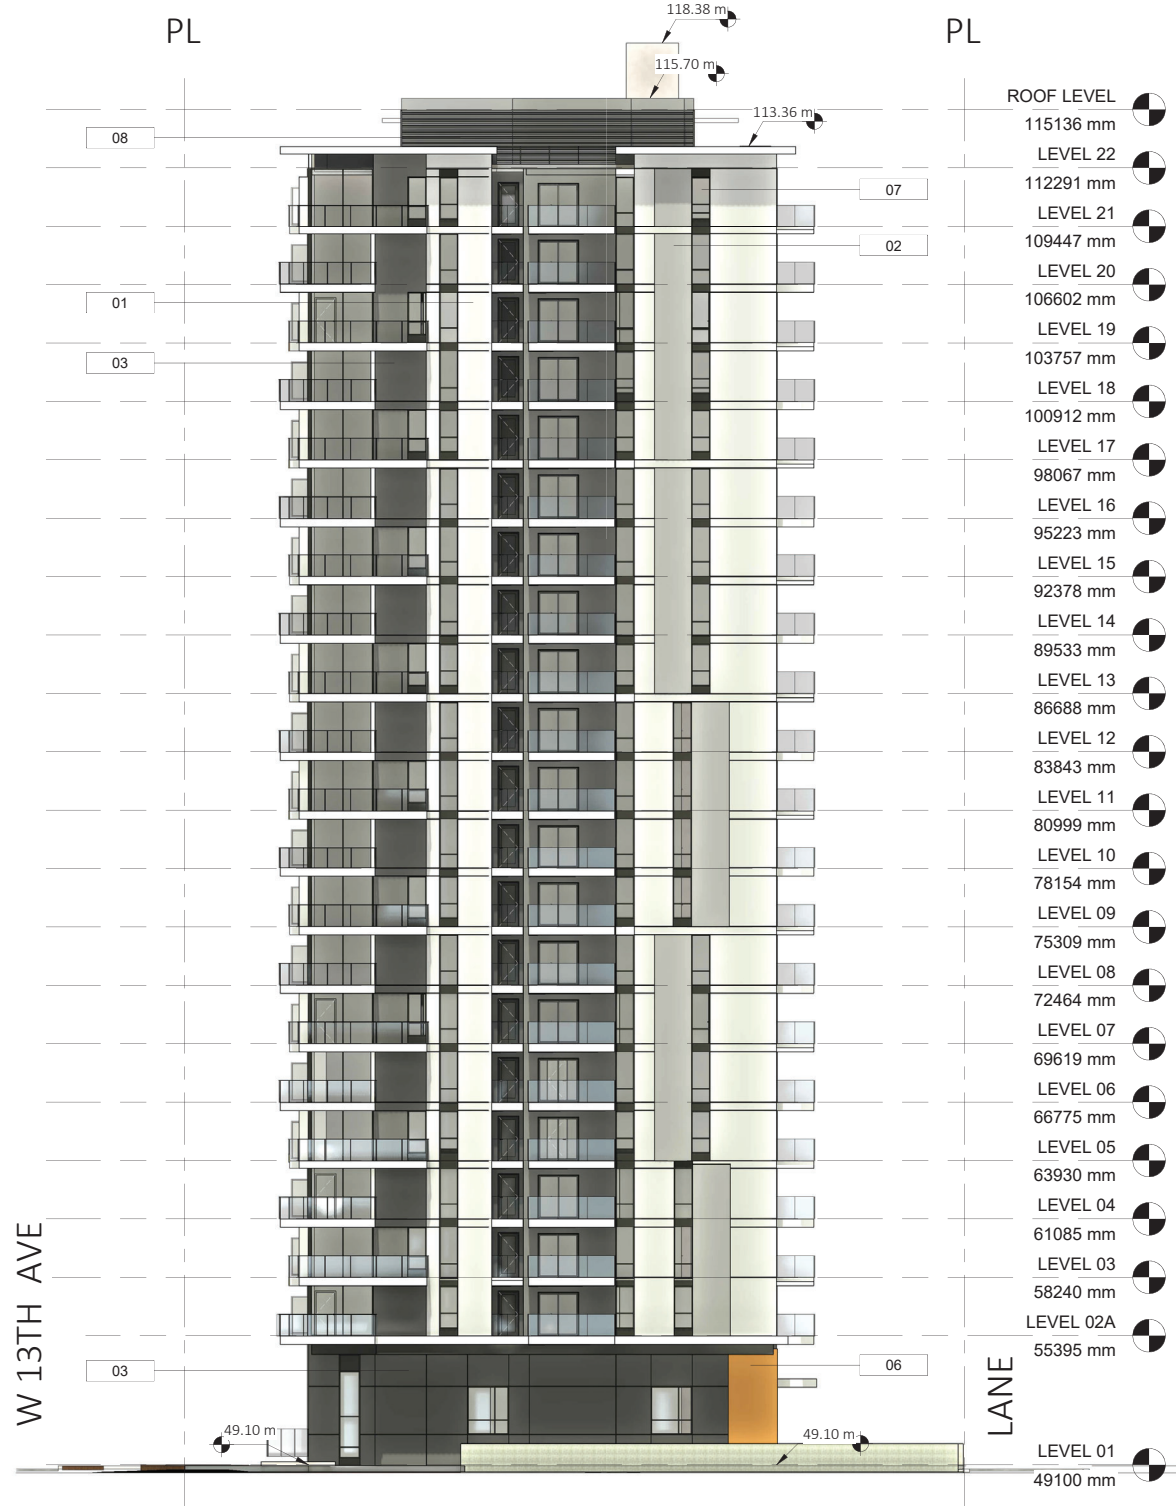 118.38 m
PL
PL
115.70 m
ROOF LEVEL
115136 mm
113.36 m
08
LEVEL 22
112291 mm
07
LEVEL 21
109447 mm
02
LEVEL 20
106602 mm
01
LEVEL 19
103757 mm
03
LEVEL 18
100912 mm
LEVEL 17
98067 mm
LEVEL 16
95223 mm
LEVEL 15
92378 mm
LEVEL 14
89533 mm
LEVEL 13
86688 mm
LEVEL 12
83843 mm
LEVEL 11
80999 mm
LEVEL 10
78154 mm
LEVEL 09
75309 mm
LEVEL 08
72464 mm
LEVEL 07
69619 mm
LEVEL 06
66775 mm
LEVEL 05
63930 mm
LEVEL 04
61085 mm
LEVEL 03
58240 mm
LEVEL 02A
55395 mm
W 13TH AVE
03
06
LANE
49.10 m
49.10 m
LEVEL 01
49100 mm